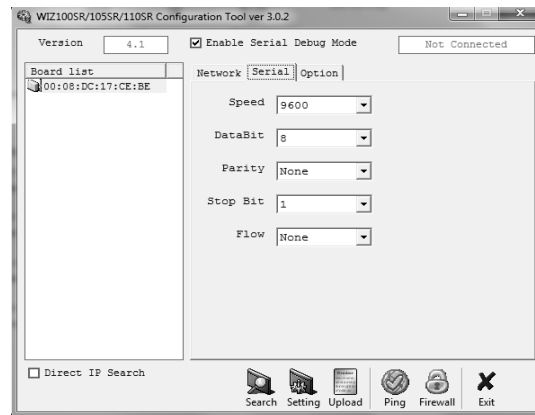 WIZ100SR/105SR/110SR Configuration Tool ver 3.0.2
Version 4.1 Enable Serial Debug Mode Not Connected
Board list
00:08:DC:17:CE:BE
Network Serial Option
Speed 9600
DataBit 8
Parity None
Stop Bit 1
Flow None
Direct IP Search
Search Setting Upload Ping Firewall Exit